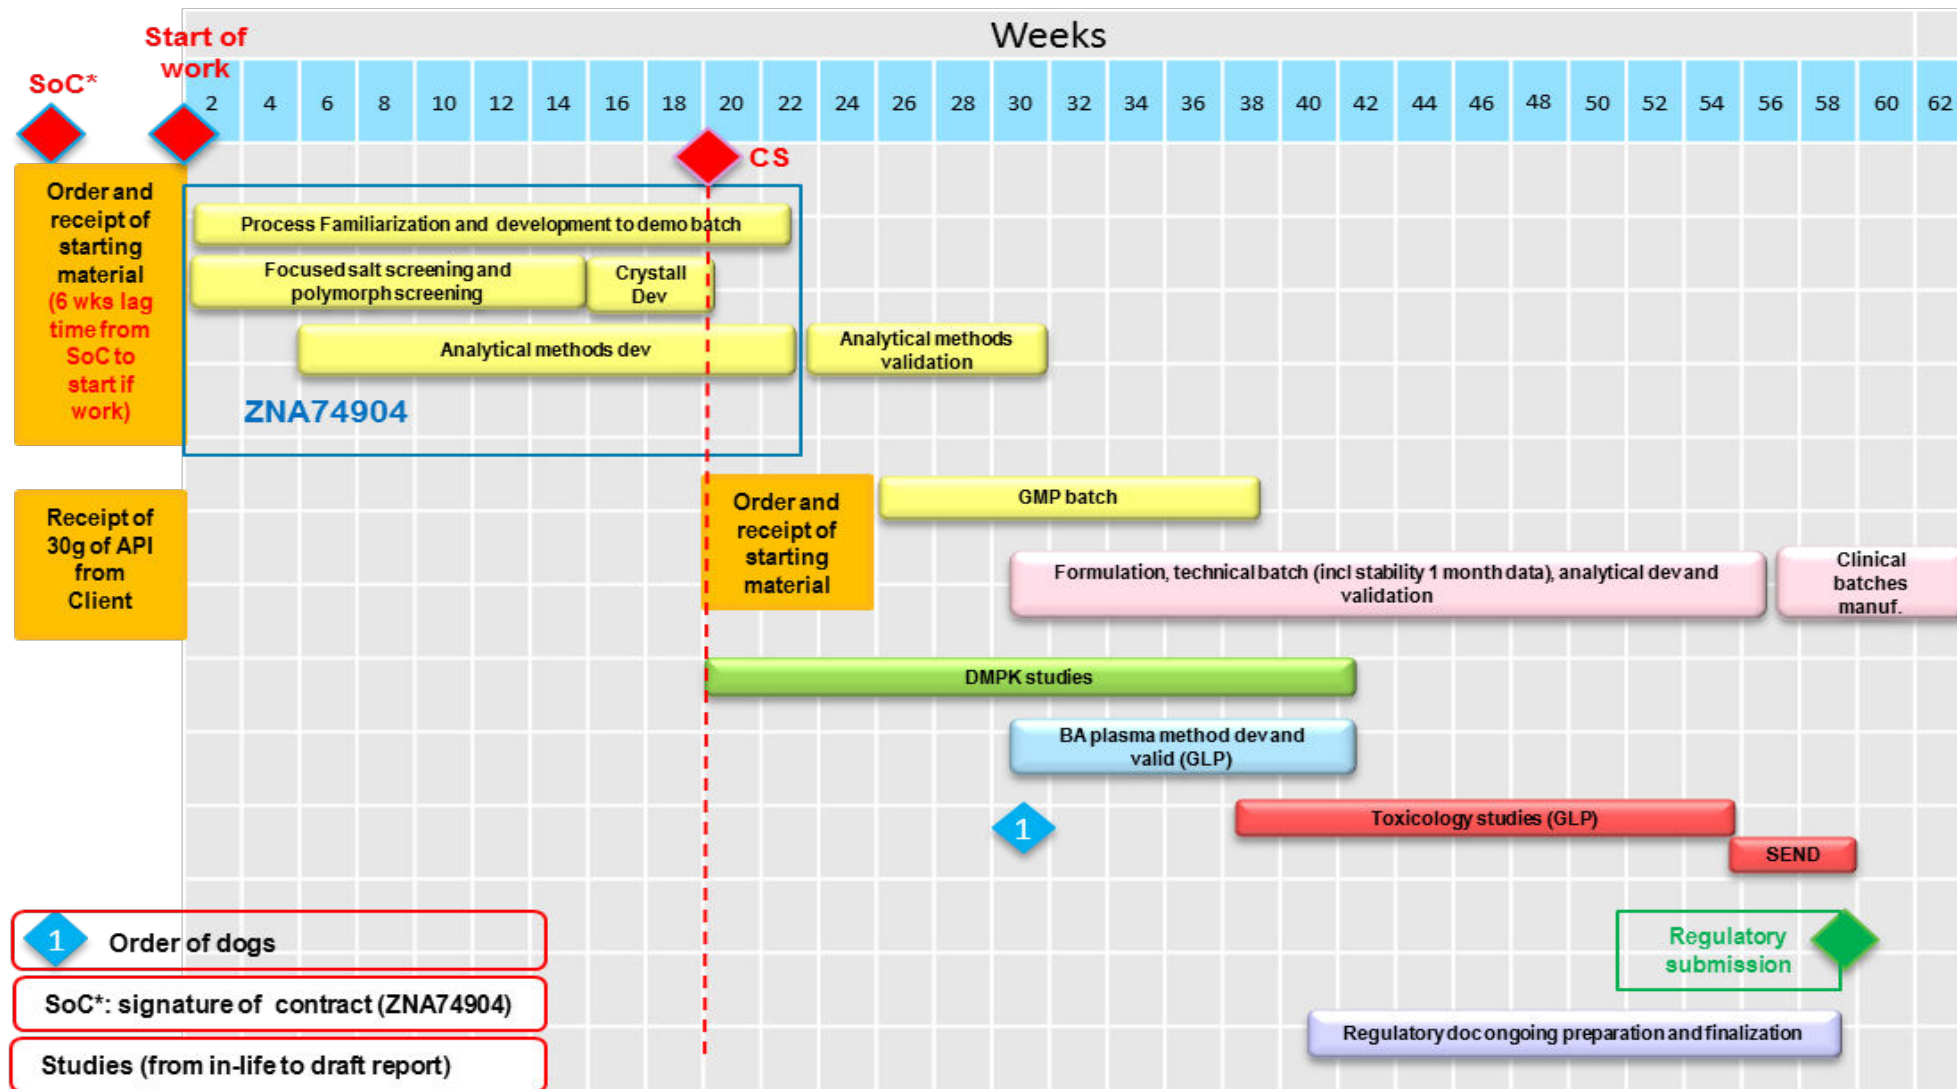 Weeks
Start of
work
SoC*
2 4 6 8 10 12 14 16 18 20 22 24 26 28 30 32 34 36 38 40 42 44 46 48 50 52 54 56 58 60 62
CS
Order and
receipt of
starting
material
(6 wks lag
time from
SoC to
start if
work)
Process Familiarization and development to demo batch
Focused salt screening and
polymorph screening
Crystall
Dev
Analytical methods dev
Analytical methods
validation
ZNA74904
Receipt of
30g of API
from
Client
Order and
receipt of
starting
material
GMP batch
Formulation, technical batch (incl stability 1 month data), analytical dev and
validation
Clinical
batches
manuf.
DMPK studies
BA plasma method dev and
valid (GLP)
1
Toxicology studies (GLP)
SEND
Regulatory
submission
Regulatory doc ongoing preparation and finalization
1 Order of dogs
SoC*: signature of contract (ZNA74904)
Studies (from in-life to draft report)